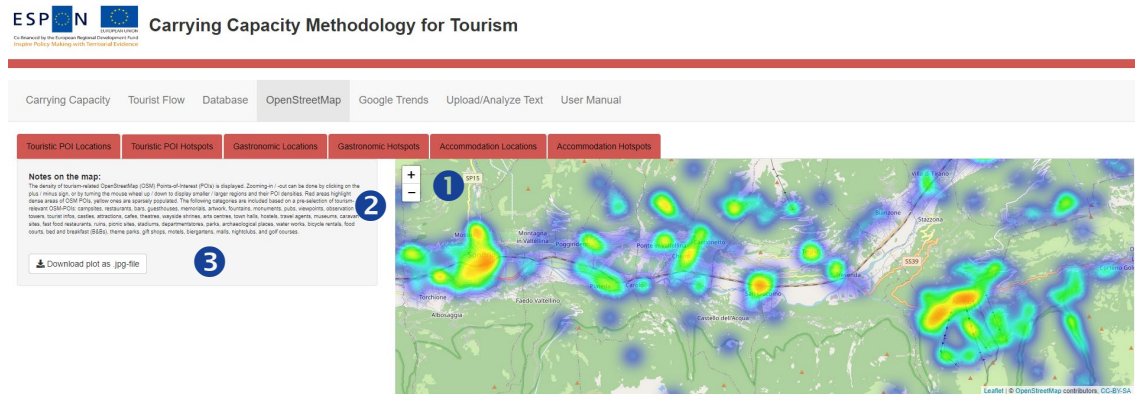 ESPON
EUROPEAN UNION
Co-financed by the European Regional Development Fund
Inspire Policy Making with Territorial Evidence
Carrying Capacity Methodology for Tourism
Carrying Capacity Tourist Flow Database OpenStreetMap Google Trends Upload/Analyze Text User Manual
Touristic POI Locations Touristic POI Hotspots Gastronomic Locations Gastronomic Hotspots Accommodation Locations Accommodation Hotspots
Notes on the map:
The density of tourism-related OpenStreetMap (OSM) Points-of-Interest (POIs) is displayed. Zooming-in / -out can be done by clicking on the
plus / minus sign, or by turning the mouse wheel up / down to display smaller / larger regions and their POI densities. Red areas highlight
dense areas of OSM POIs, yellow ones are sparsely populated. The following categories are included based on a pre-selection of tourism-
relevant OSM-POIs: campsites, restaurants, bars, guesthouses, memorials, artwork, fountains, monuments, pubs, viewpoints, observation
towers, tourist infos, castles, attractions, cafes, theatres, wayside shrines, arts centres, town halls, hostels, travel agents, museums, caravan
sites, fast food restaurants, ruins, picnic sites, stadiums, departmentstores, parks, archaeological places, water works, bicycle rentals, food
courts, bed and breakfast (B&Bs), theme parks, gift shops, motels, biergartens, malls, nightclubs, and golf courses.
Download plot as .jpg-file
1
2
3
+
−
SP15
Villa di Tirano
Bianzone
Stazzona
Montagna
in Valtellina
Poggiridenti
Ponte in Valtellina
SS39
Torchione
Albosaggia
Faedo Valtellino
Castello dell'Acqua
Leaflet | © OpenStreetMap contributors, CC-BY-SA